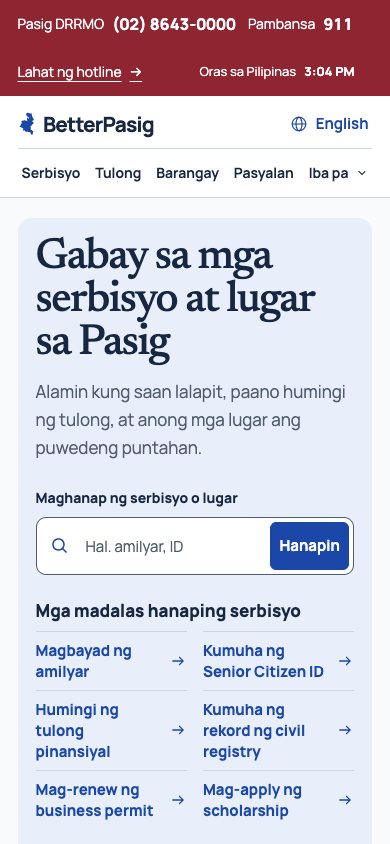 Pasig DRRMO (02) 8643-0000 Pambansa 911
Lahat ng hotline → Oras sa Pilipinas 3:04 PM
BetterPasig English
Serbisyo Tulong Barangay Pasyalan Iba pa
Gabay sa mga
serbisyo at lugar
sa Pasig
Alamin kung saan lalapit, paano humingi
ng tulong, at anong mga lugar ang
puwedeng puntahan.
Maghanap ng serbisyo o lugar
Hal. amilyar, ID Hanapin
Mga madalas hanaping serbisyo
Magbayad ng
amilyar →
Kumuha ng
Senior Citizen ID →
Humingi ng
tulong →
pinansiyal
Kumuha ng
rekord ng civil →
registry
Mag-renew ng
business permit →
Mag-apply ng
scholarship →